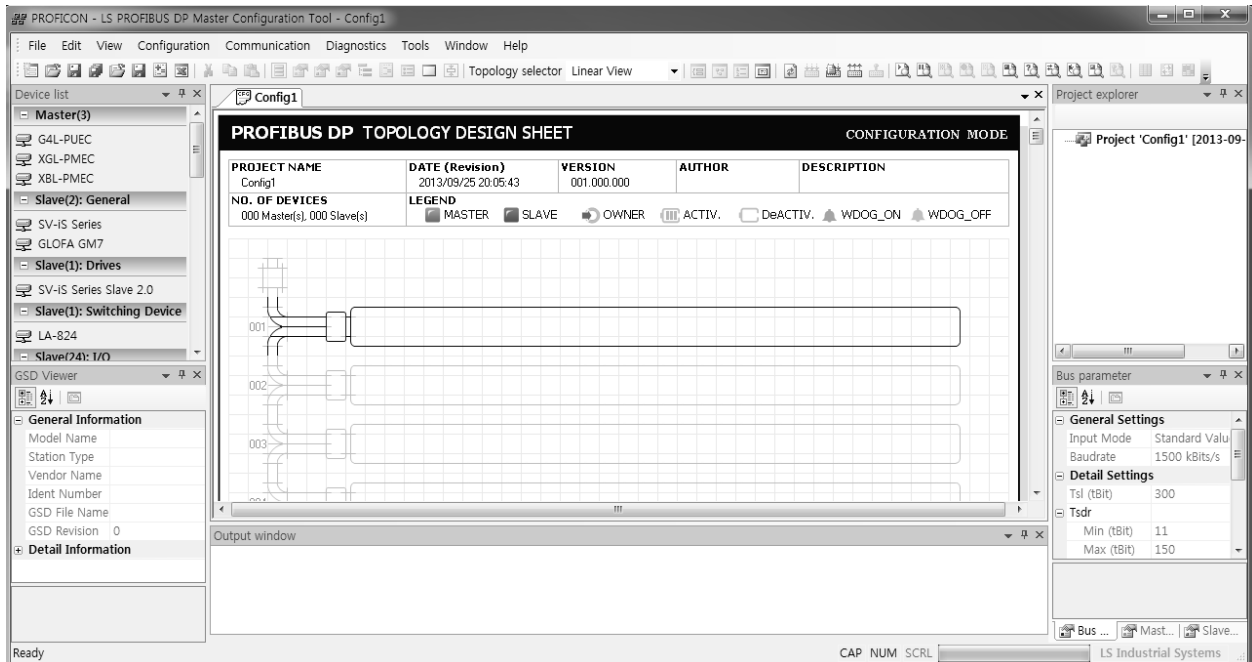 PROFICON - LS PROFIBUS DP Master Configuration Tool - Config1
File Edit View Configuration Communication Diagnostics Tools Window Help
Topology selector Linear View
Device list
Master(3)
G4L-PUEC
XGL-PMEC
XBL-PMEC
Slave(2): General
SV-iS Series
GLOFA GM7
Slave(1): Drives
SV-iS Series Slave 2.0
Slave(1): Switching Device
LA-824
Slave(24): I/O
GSD Viewer
General Information
Model Name
Station Type
Vendor Name
Ident Number
GSD File Name
GSD Revision 0
Detail Information
Config1
PROFIBUS DP TOPOLOGY DESIGN SHEET CONFIGURATION MODE
PROJECT NAME DATE (Revision) VERSION AUTHOR DESCRIPTION
Config1 2013/09/25 20:05:43 001.000.000
NO. OF DEVICES LEGEND
000 Master(s), 000 Slave(s) MASTER SLAVE OWNER ACTIV. DeACTIV. WDOG_ON WDOG_OFF
001
002
003
004
Output window
Project explorer
Project 'Config1' [2013-09-
Bus parameter
General Settings
Input Mode Standard Valu
Baudrate 1500 kBits/s
Detail Settings
Tsl (tBit) 300
Tsdr
Min (tBit) 11
Max (tBit) 150
Bus ... Mast... Slave...
Ready CAP NUM SCRL LS Industrial Systems